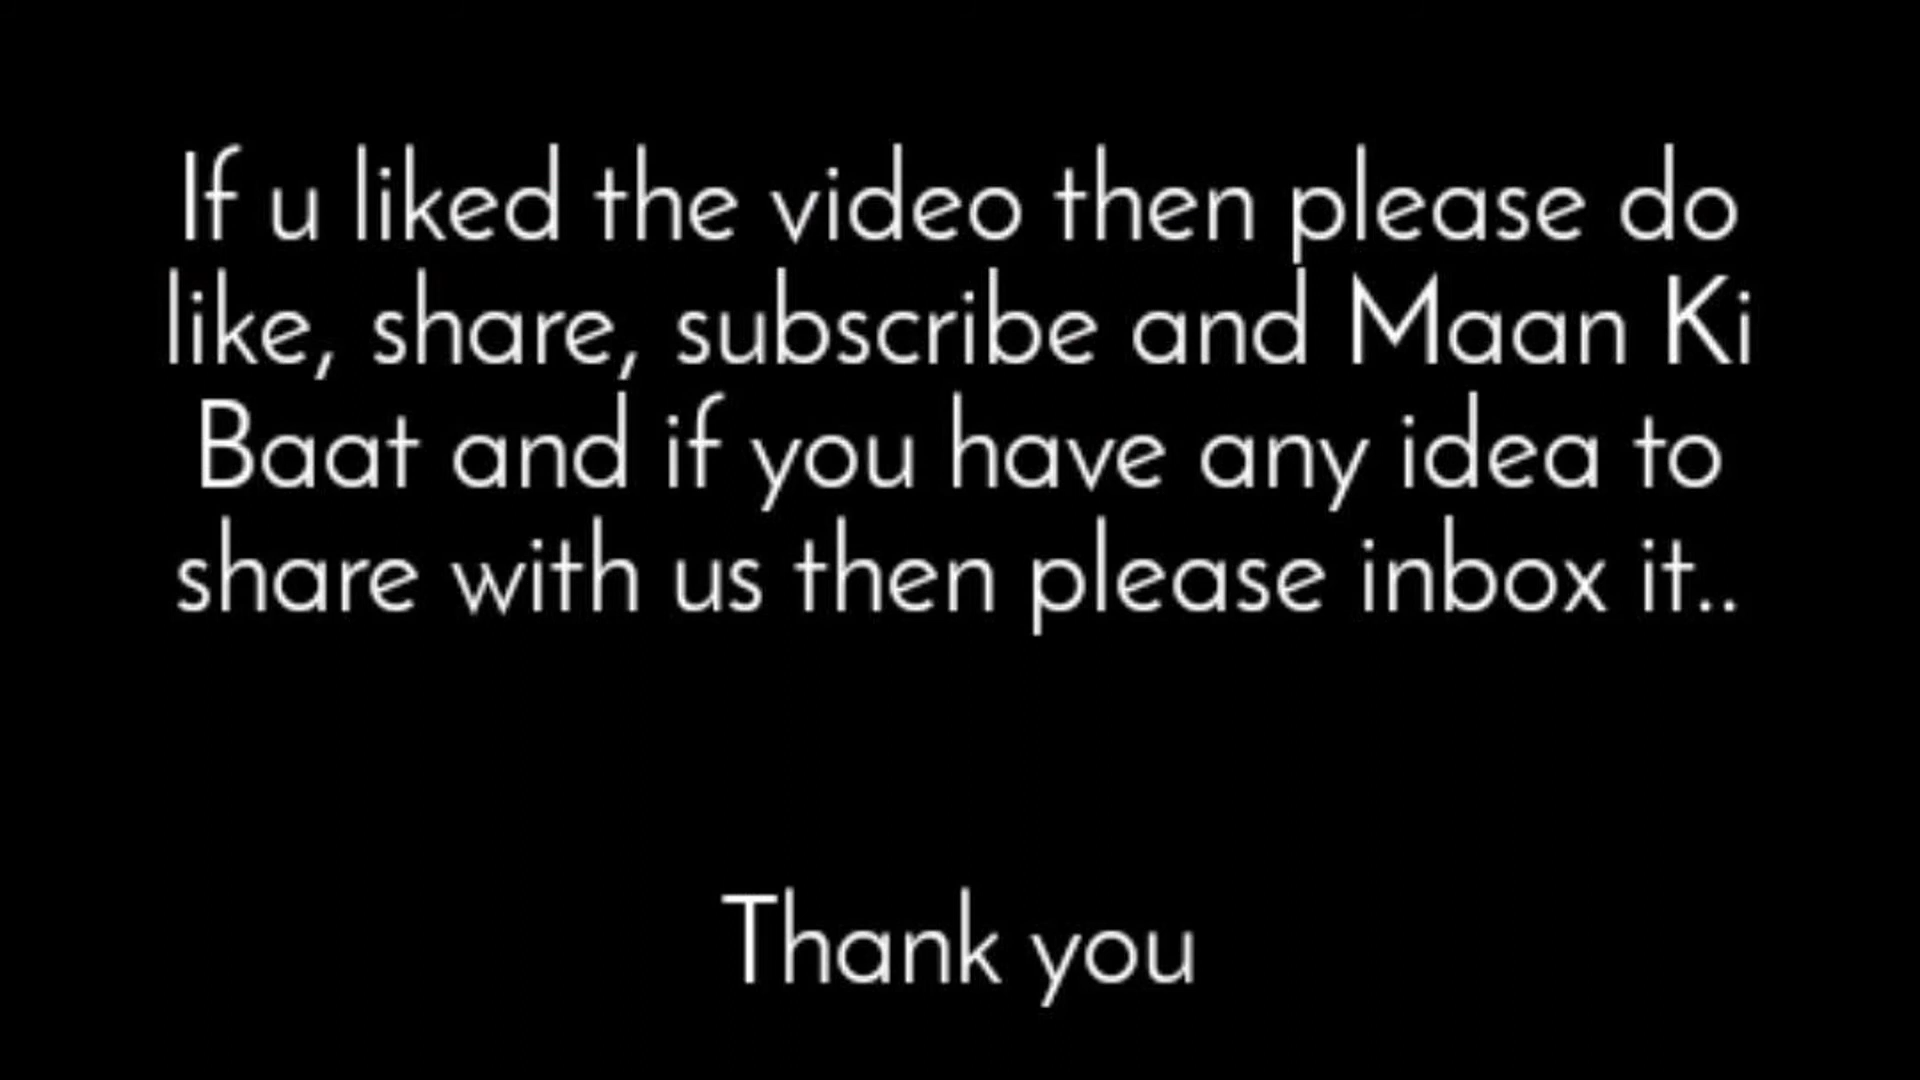 If u liked the video then please do
like, share, subscribe and Maan Ki
Baat and if you have any idea to
share with us then please inbox it..
Thank you